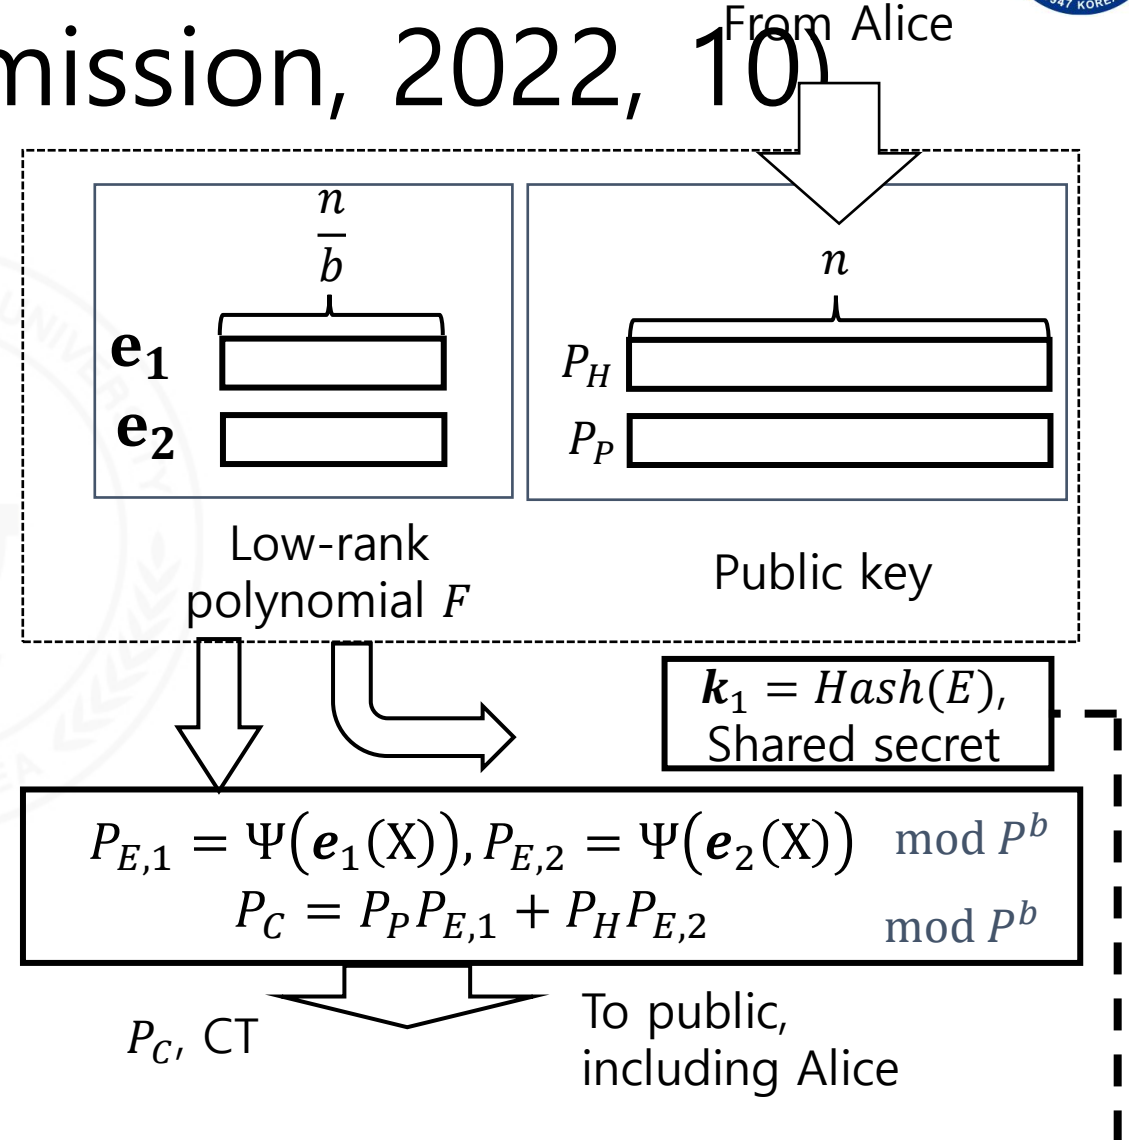 From Alice
mission, 2022, 10)
n/b
n
e₁
e₂
P_H
P_P
Low-rank
polynomial F
Public key
k₁ = Hash(E),
Shared secret
P_{E,1} = Ψ(e₁(X)), P_{E,2} = Ψ(e₂(X)) mod P^b
P_C = P_P P_{E,1} + P_H P_{E,2} mod P^b
P_C, CT
To public,
including Alice